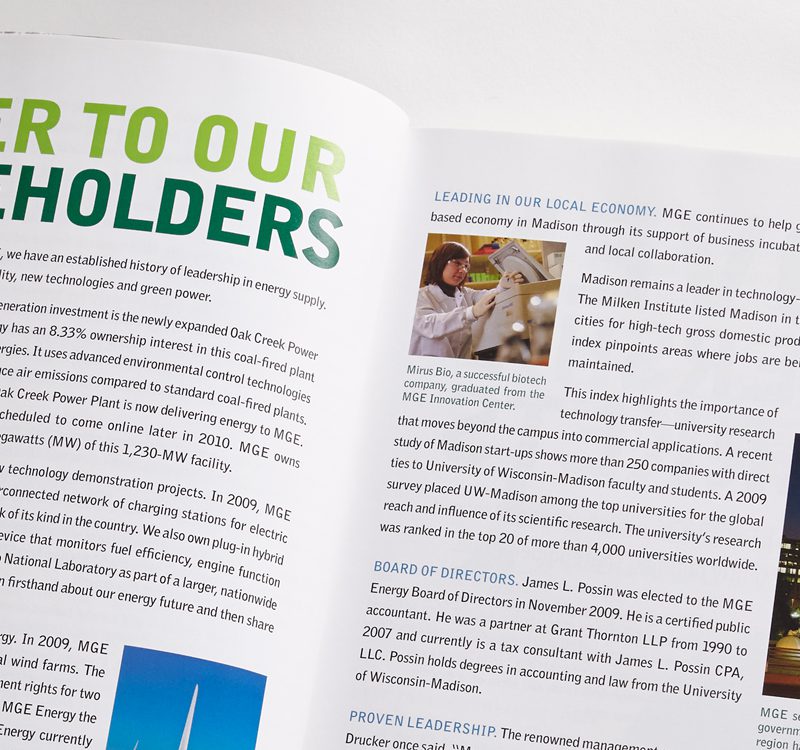 ER TO OUR
EHOLDERS
, we have an established history of leadership in energy supply.
lity, new technologies and green power.
eneration investment is the newly expanded Oak Creek Power
gy has an 8.33% ownership interest in this coal-fired plant
ergies. It uses advanced environmental control technologies
ce air emissions compared to standard coal-fired plants.
ak Creek Power Plant is now delivering energy to MGE.
cheduled to come online later in 2010. MGE owns
gawatts (MW) of this 1,230-MW facility.
technology demonstration projects. In 2009, MGE
rconnected network of charging stations for electric
k of its kind in the country. We also own plug-in hybrid
evice that monitors fuel efficiency, engine function
National Laboratory as part of a larger, nationwide
n firsthand about our energy future and then share
rgy. In 2009, MGE
al wind farms. The
ment rights for two
MGE Energy the
Energy currently
LEADING IN OUR LOCAL ECONOMY. MGE continues to help g
based economy in Madison through its support of business incubat
and local collaboration.
Madison remains a leader in technology-
The Milken Institute listed Madison in t
cities for high-tech gross domestic prod
index pinpoints areas where jobs are be
maintained.
Mirus Bio, a successful biotech
company, graduated from the
MGE Innovation Center.
This index highlights the importance of
technology transfer—university research
that moves beyond the campus into commercial applications. A recent
study of Madison start-ups shows more than 250 companies with direct
ties to University of Wisconsin-Madison faculty and students. A 2009
survey placed UW-Madison among the top universities for the global
reach and influence of its scientific research. The university's research
was ranked in the top 20 of more than 4,000 universities worldwide.
BOARD OF DIRECTORS. James L. Possin was elected to the MGE
Energy Board of Directors in November 2009. He is a certified public
accountant. He was a partner at Grant Thornton LLP from 1990 to
2007 and currently is a tax consultant with James L. Possin CPA,
LLC. Possin holds degrees in accounting and law from the University
of Wisconsin-Madison.
PROVEN LEADERSHIP. The renowned management
Drucker once said, "M
MGE se
governm
regiona